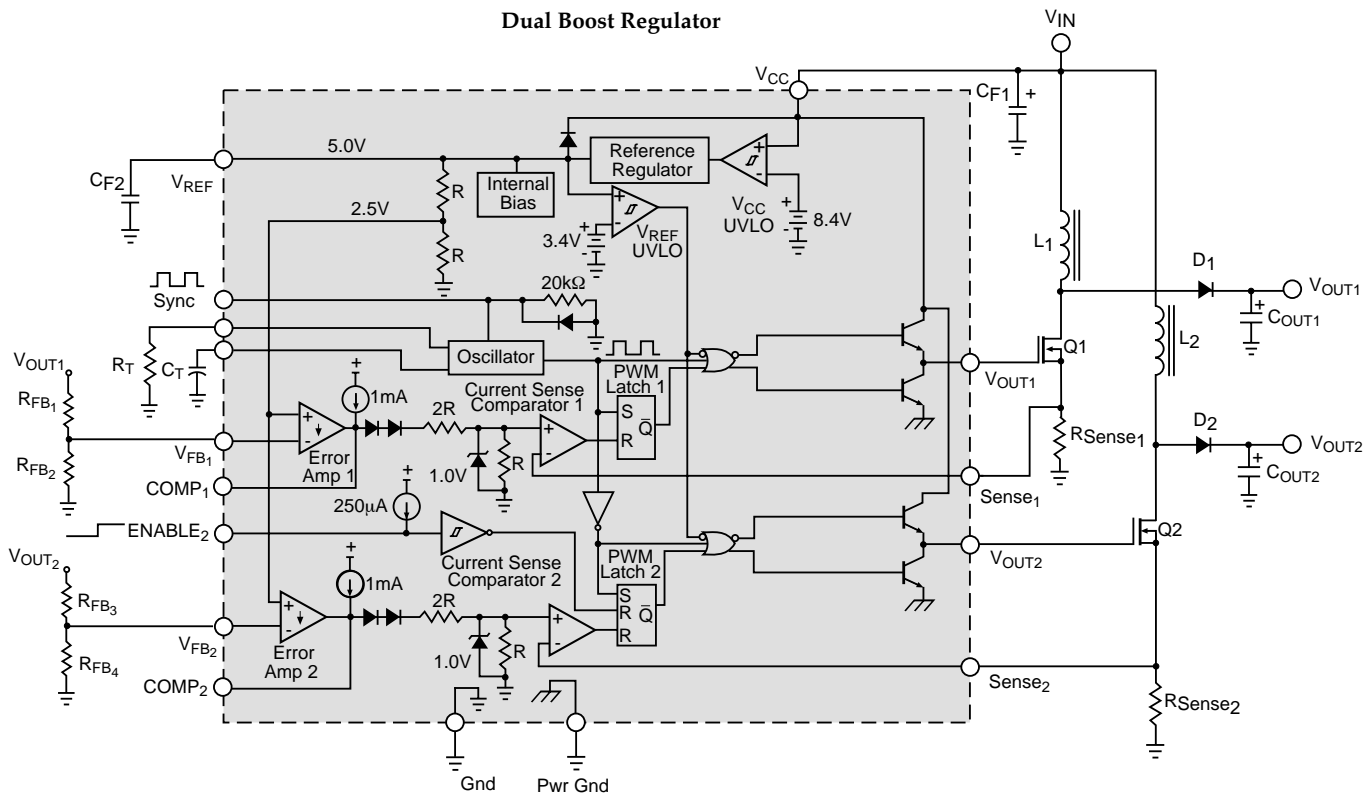 Dual Boost Regulator
VIN
VCC
CF1
+
5.0V
Reference
Regulator
+
-
CF2
VREF
R
Internal
Bias
+
-
VCC
UVLO
+
-
8.4V
2.5V
R
3.4V
+
-
VREF
UVLO
L1
D1
VOUT1
Sync
20kΩ
COUT1
+
L2
RT
CT
Oscillator
Q1
VOUT1
VOUT1
+
1mA
Current Sense
Comparator 1
PWM
Latch 1
RFB1
2R
S
R
Q̄
D2
VOUT2
+
-
+
-
RSense1
VFB1
RFB2
Error
Amp 1
1.0V
R
COUT2
+
COMP1
Sense1
+
250µA
ENABLE2
Q2
VOUT2
VOUT2
+
1mA
Current Sense
Comparator 2
PWM
Latch 2
RFB3
2R
S
R
R
Q̄
+
-
+
-
VFB2
RFB4
Error
Amp 2
1.0V
R
COMP2
Sense2
RSense2
Gnd
Pwr Gnd